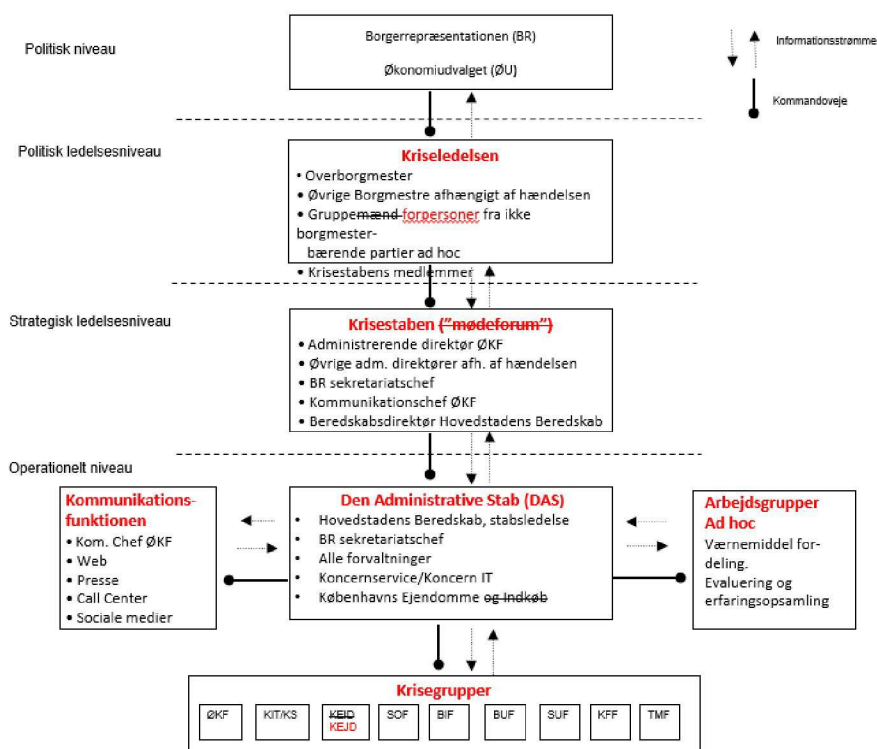 Politisk niveau
Borgerrepræsentationen (BR)
Økonomiudvalget (ØU)
Informationsstrømme
Kommandoveje
Politisk ledelsesniveau
Kriseledelsen
• Overborgmester
• Øvrige Borgmestre afhængigt af hændelsen
• Gruppemænd forpersoner fra ikke
borgmester-
bærende partier ad hoc
• Krisestabens medlemmer
Strategisk ledelsesniveau
Krisestaben ("mødeforum")
• Administrerende direktør ØKF
• Øvrige adm. direktører afh. af hændelsen
• BR sekretariatschef
• Kommunikationschef ØKF
• Beredskabsdirektør Hovedstadens Beredskab
Operationelt niveau
Kommunikations-
funktionen
• Kom. Chef ØKF
• Web
• Presse
• Call Center
• Sociale medier
Den Administrative Stab (DAS)
• Hovedstadens Beredskab, stabsledelse
• BR sekretariatschef
• Alle forvaltninger
• Koncernservice/Koncern IT
• Københavns Ejendomme og Indkøb
Arbejdsgrupper
Ad hoc
Værnemiddel for-
deling.
Evaluering og
erfaringsopsamling
Krisegrupper
ØKF
KIT/KS
KEID
KEJD
SOF
BIF
BUF
SUF
KFF
TMF